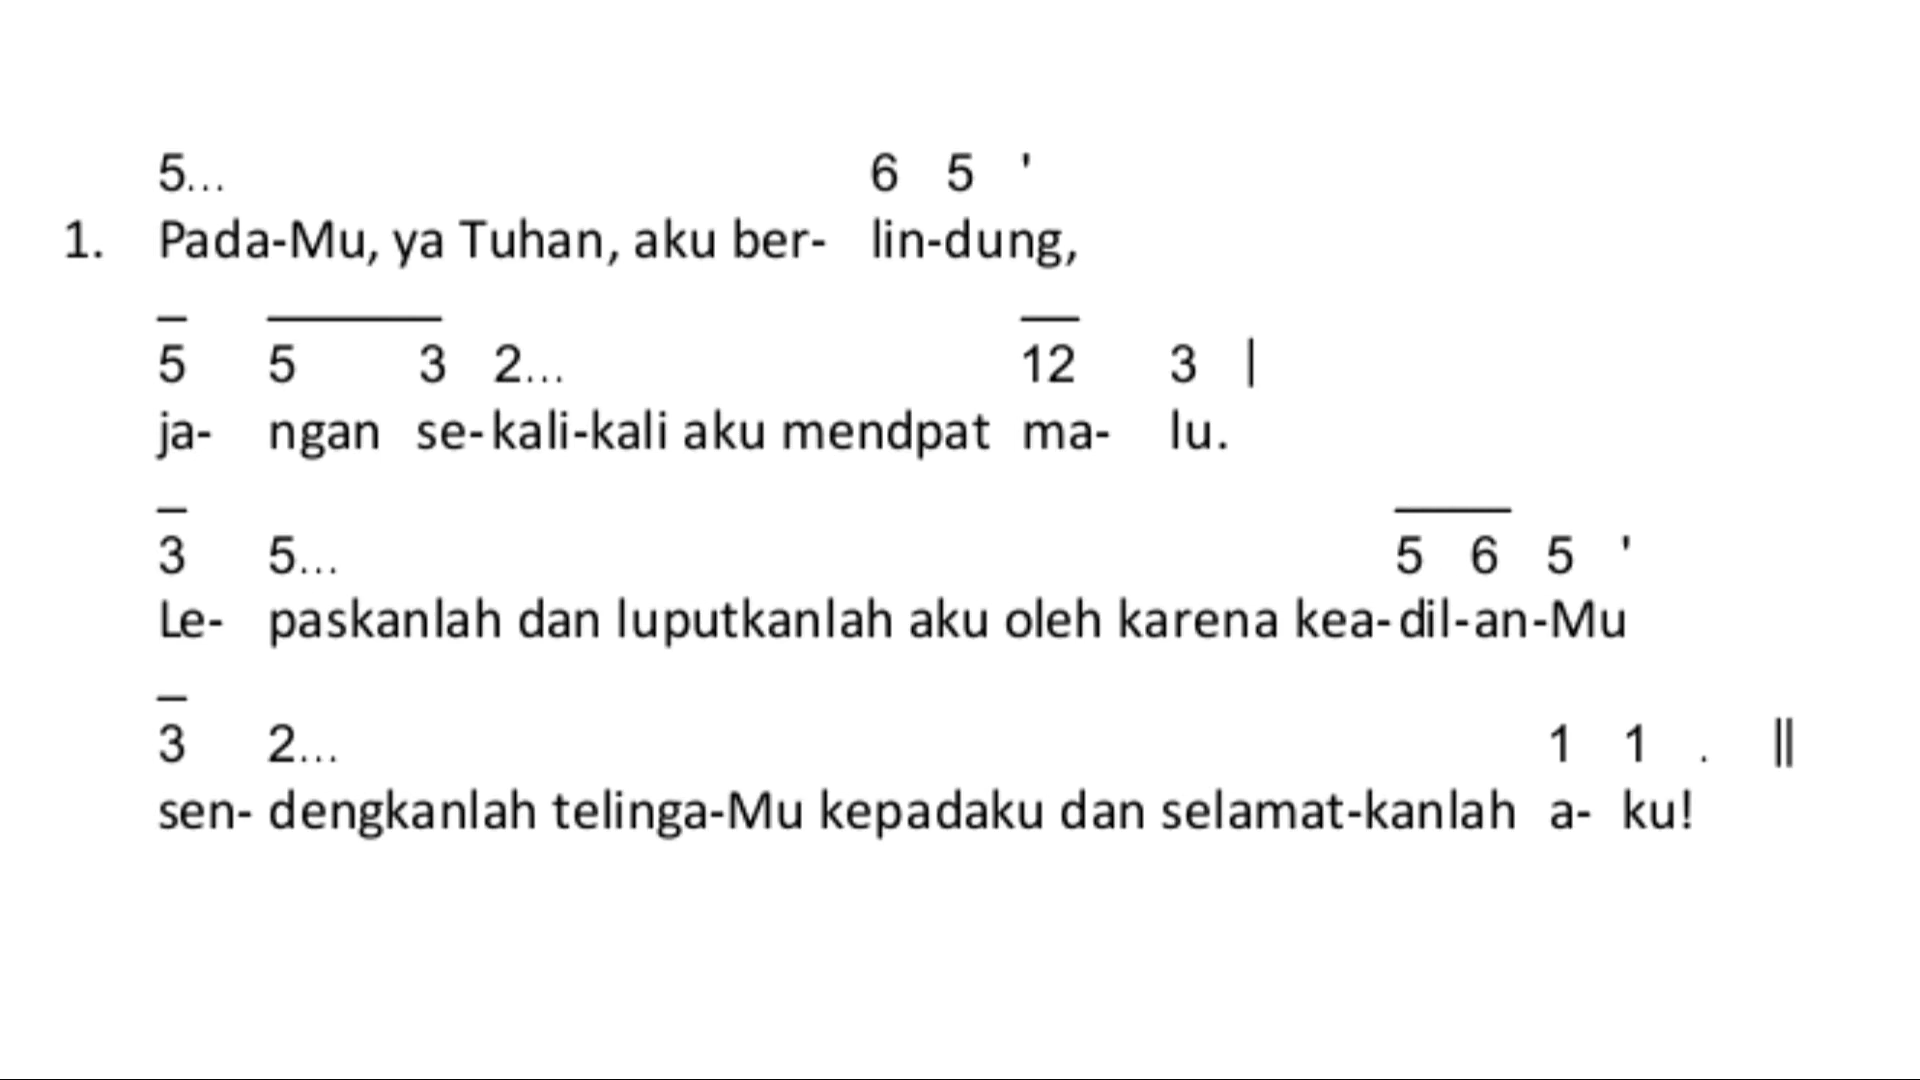 5... 6 5 '
1. Pada-Mu, ya Tuhan, aku ber- lin-dung,
5 5 3 2... 12 3 |
ja- ngan se-kali-kali aku mendpat ma- lu.
3 5... 5 6 5 '
Le- paskanlah dan luputkanlah aku oleh karena kea-dil-an-Mu
3 2... 1 1 . ||
sen- dengkanlah telinga-Mu kepadaku dan selamat-kanlah a- ku!